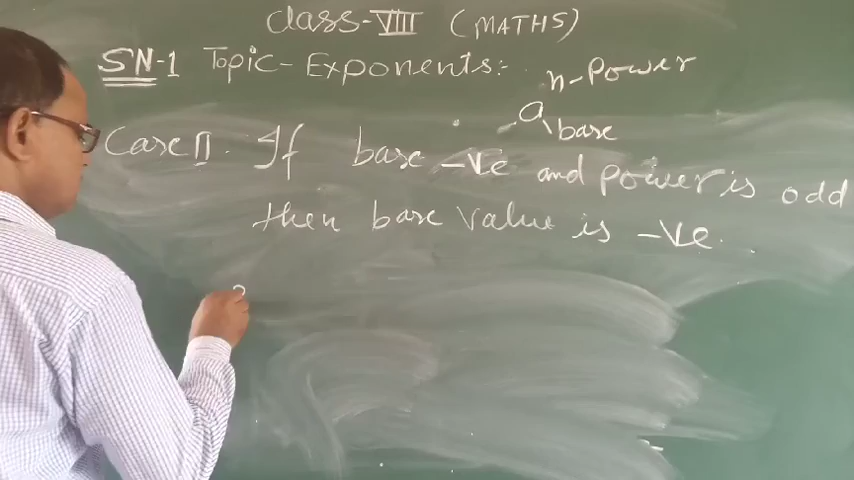 class-VIII (MATHS)
SN-1 Topic-Exponents:-
n-Power
a
base
Case II. If base -ve and power is odd
then base value is -ve.